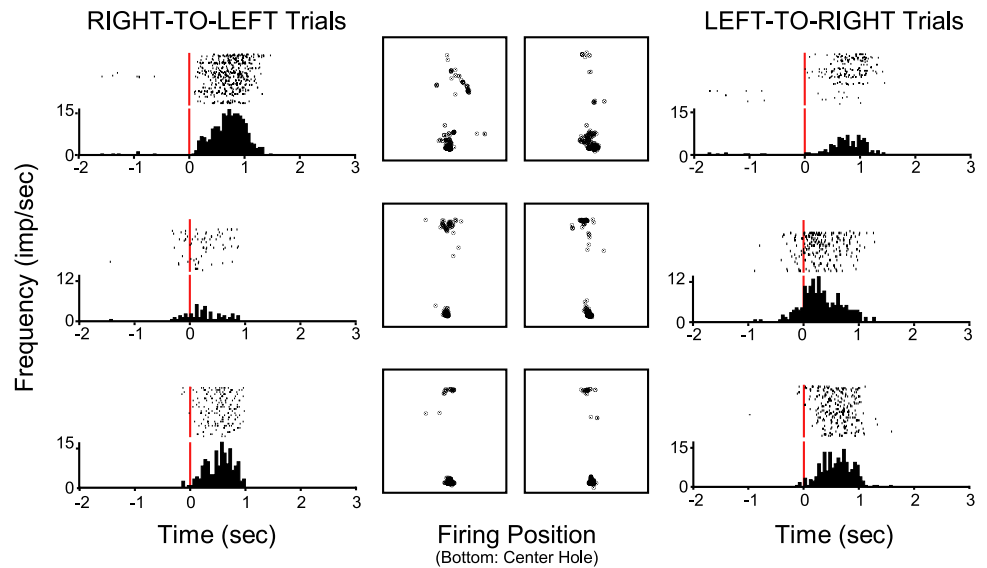 RIGHT-TO-LEFT Trials
LEFT-TO-RIGHT Trials
Frequency (imp/sec)
15
0
-2 -1 0 1 2 3
15
0
-2 -1 0 1 2 3
12
0
-2 -1 0 1 2 3
12
0
-2 -1 0 1 2 3
15
0
-2 -1 0 1 2 3
15
0
-2 -1 0 1 2 3
Time (sec)
Firing Position
(Bottom: Center Hole)
Time (sec)